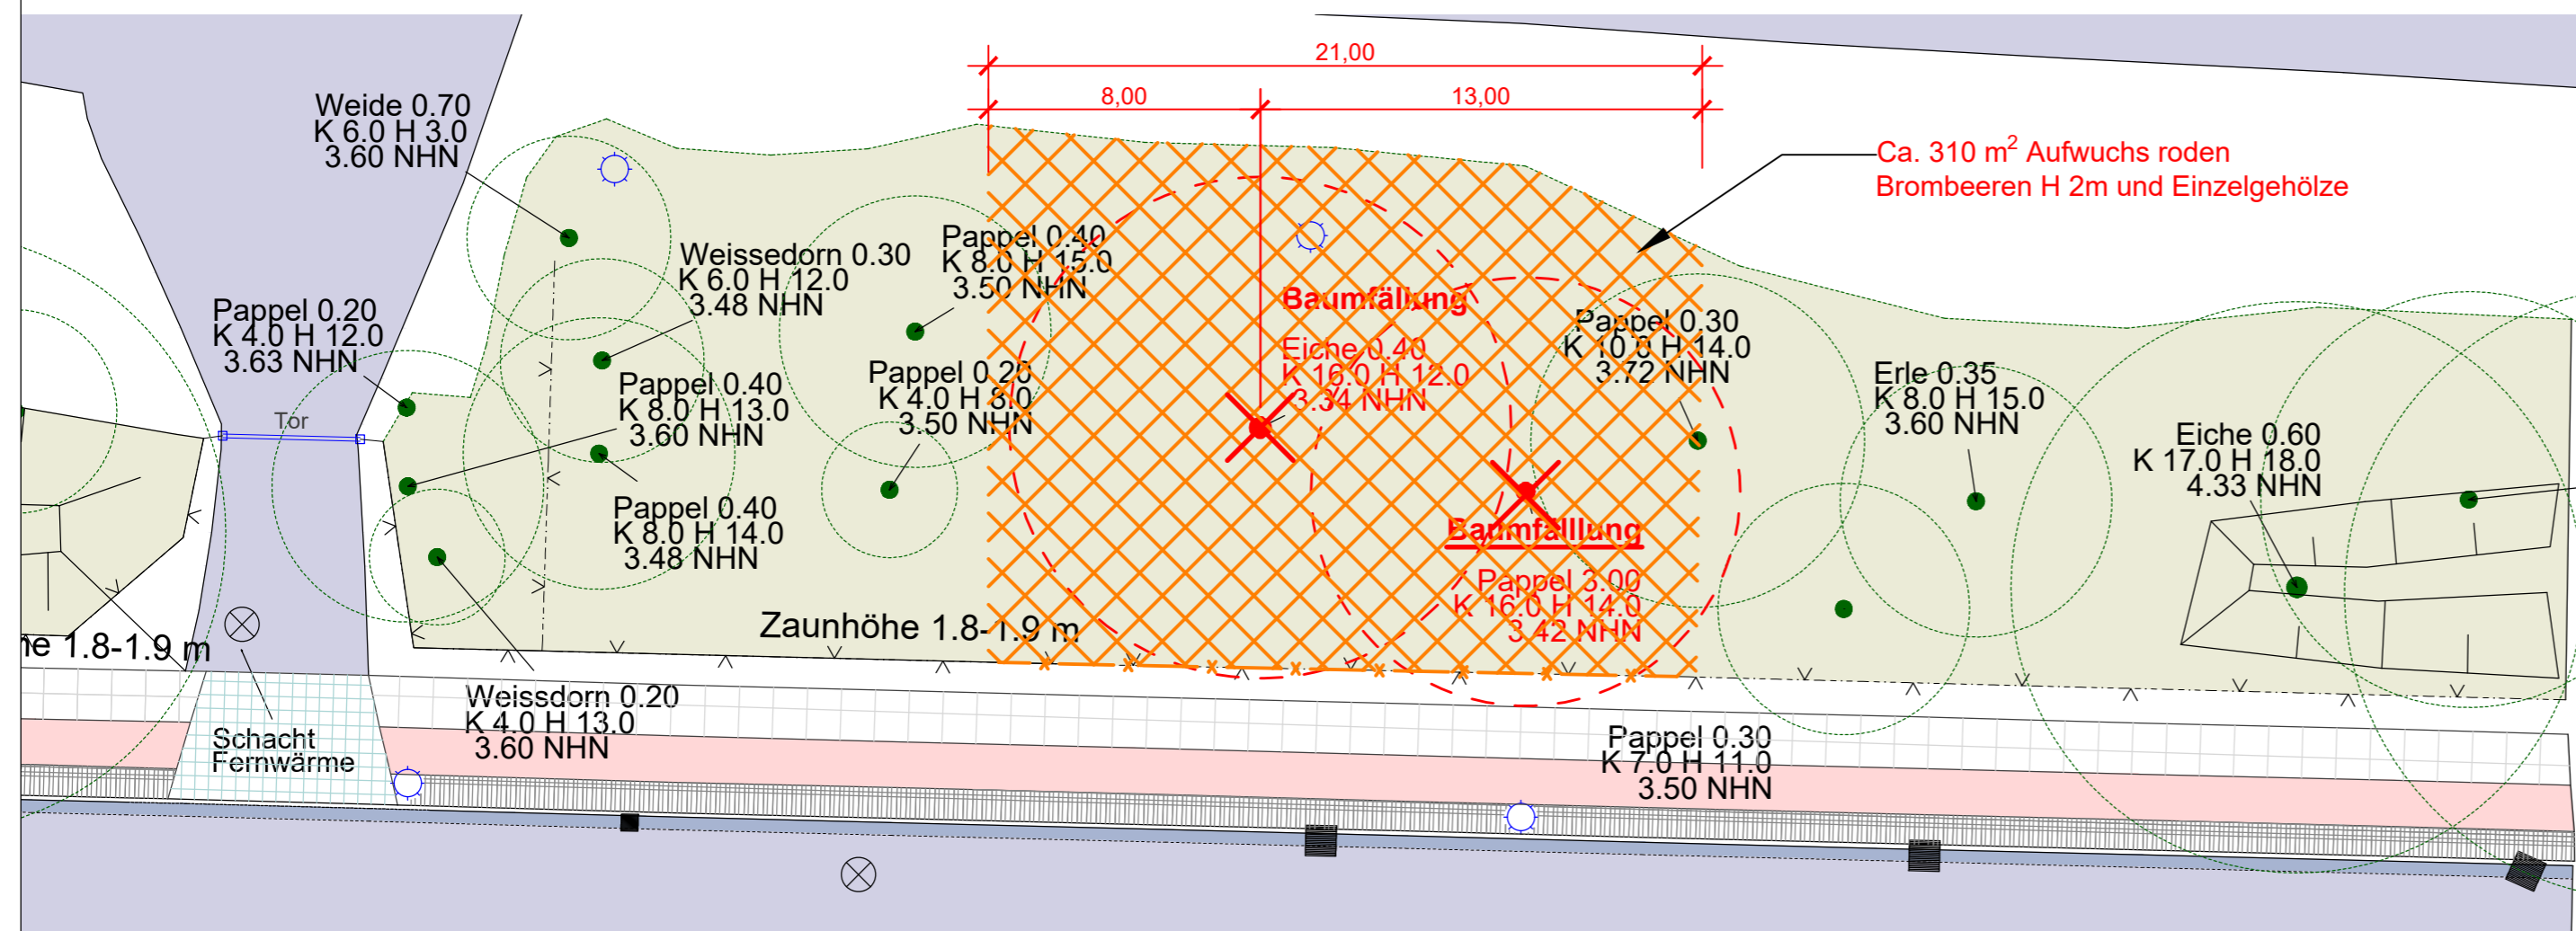 21,00
8,00
13,00
Weide 0.70
K 6.0 H 3.0
3.60 NHN
Ca. 310 m² Aufwuchs roden
Brombeeren H 2m und Einzelgehölze
Weissedorn 0.30
K 6.0 H 12.0
3.48 NHN
Pappel 0.40
K 8.0 H 15.0
3.50 NHN
Pappel 0.20
K 4.0 H 12.0
3.63 NHN
Baumfällung
Eiche 0.40
K 16.0 H 12.0
3.34 NHN
Pappel 0.30
K 10.0 H 14.0
3.72 NHN
Pappel 0.40
K 8.0 H 13.0
3.60 NHN
Pappel 0.20
K 4.0 H 8.0
3.50 NHN
Erle 0.35
K 8.0 H 15.0
3.60 NHN
Tor
Eiche 0.60
K 17.0 H 18.0
4.33 NHN
Pappel 0.40
K 8.0 H 14.0
3.48 NHN
Baumfälllung
Pappel 3.00
K 16.0 H 14.0
3.42 NHN
Zaunhöhe 1.8-1.9 m
he 1.8-1.9 m
Weissdorn 0.20
K 4.0 H 13.0
3.60 NHN
Schacht
Fernwärme
Pappel 0.30
K 7.0 H 11.0
3.50 NHN